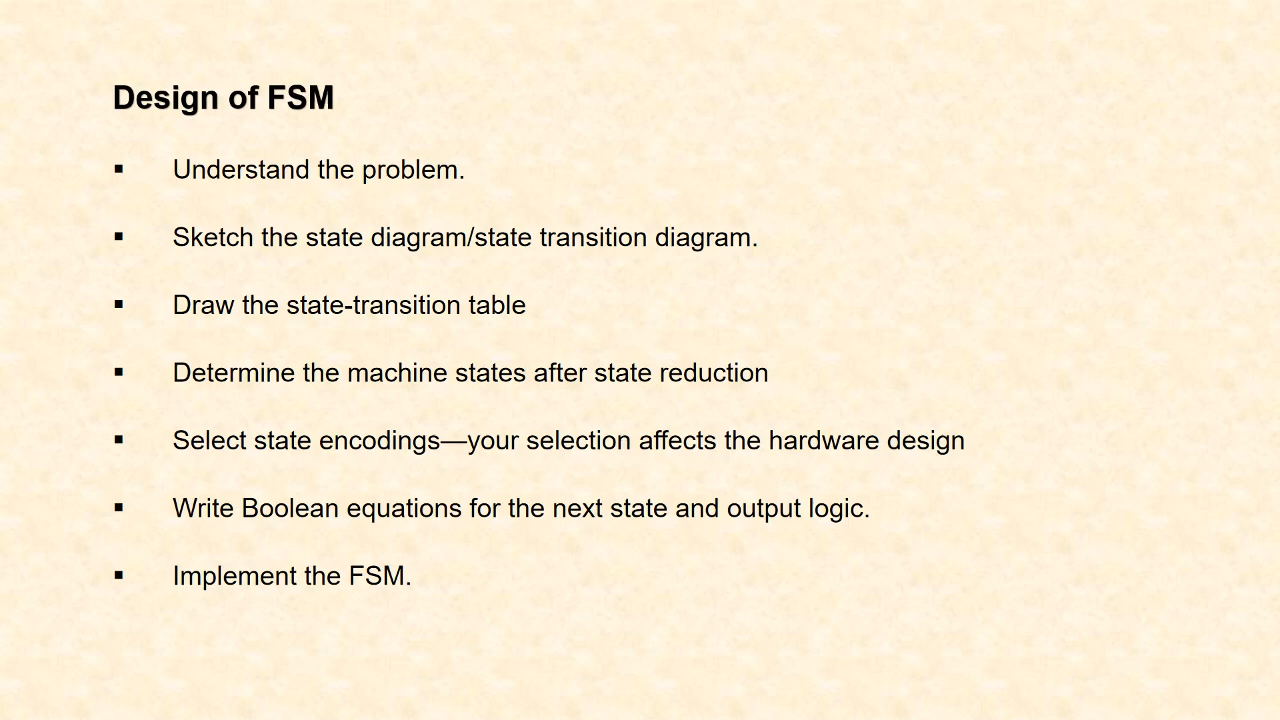 Design of FSM
▪ Understand the problem.
▪ Sketch the state diagram/state transition diagram.
▪ Draw the state-transition table
▪ Determine the machine states after state reduction
▪ Select state encodings—your selection affects the hardware design
▪ Write Boolean equations for the next state and output logic.
▪ Implement the FSM.